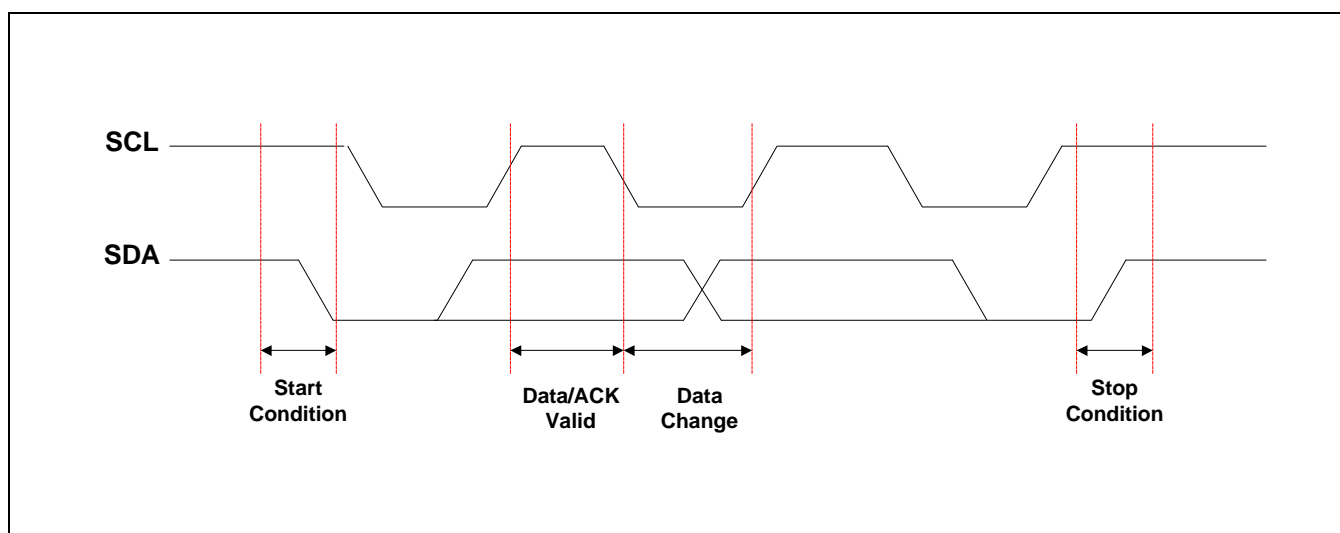 SCL
SDA
Start
Condition
Data/ACK
Valid
Data
Change
Stop
Condition